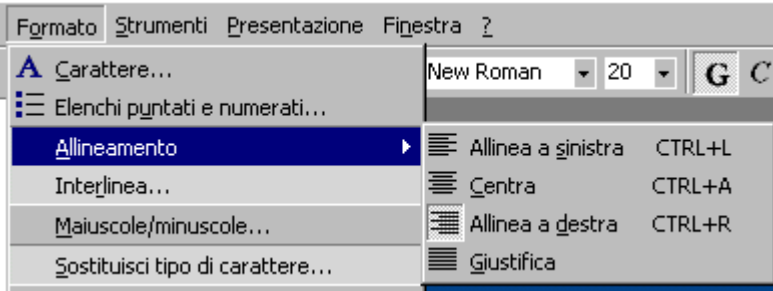 Formato Strumenti Presentazione Finestra ?
A Carattere...
New Roman 20 G C
Elenchi puntati e numerati...
Allineamento
Allinea a sinistra CTRL+L
Interlinea...
Centra CTRL+A
Maiuscole/minuscole...
Allinea a destra CTRL+R
Sostituisci tipo di carattere...
Giustifica